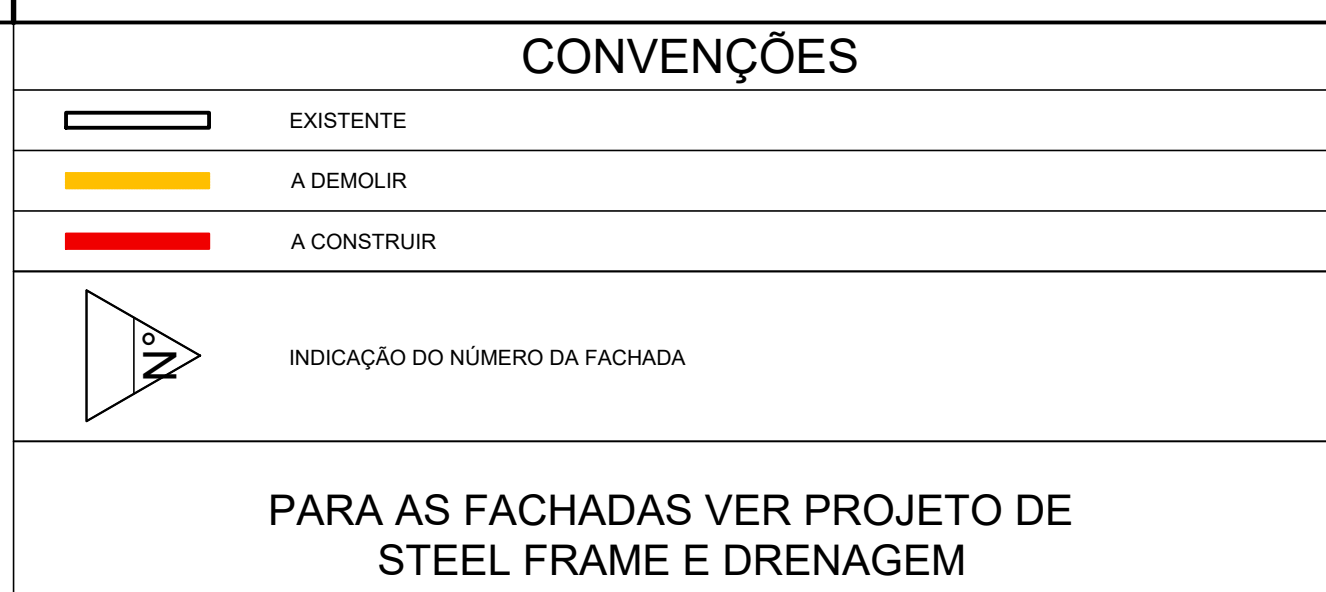 CONVENÇÕES
EXISTENTE
A DEMOLIR
A CONSTRUIR
N°
INDICAÇÃO DO NÚMERO DA FACHADA
PARA AS FACHADAS VER PROJETO DE
STEEL FRAME E DRENAGEM